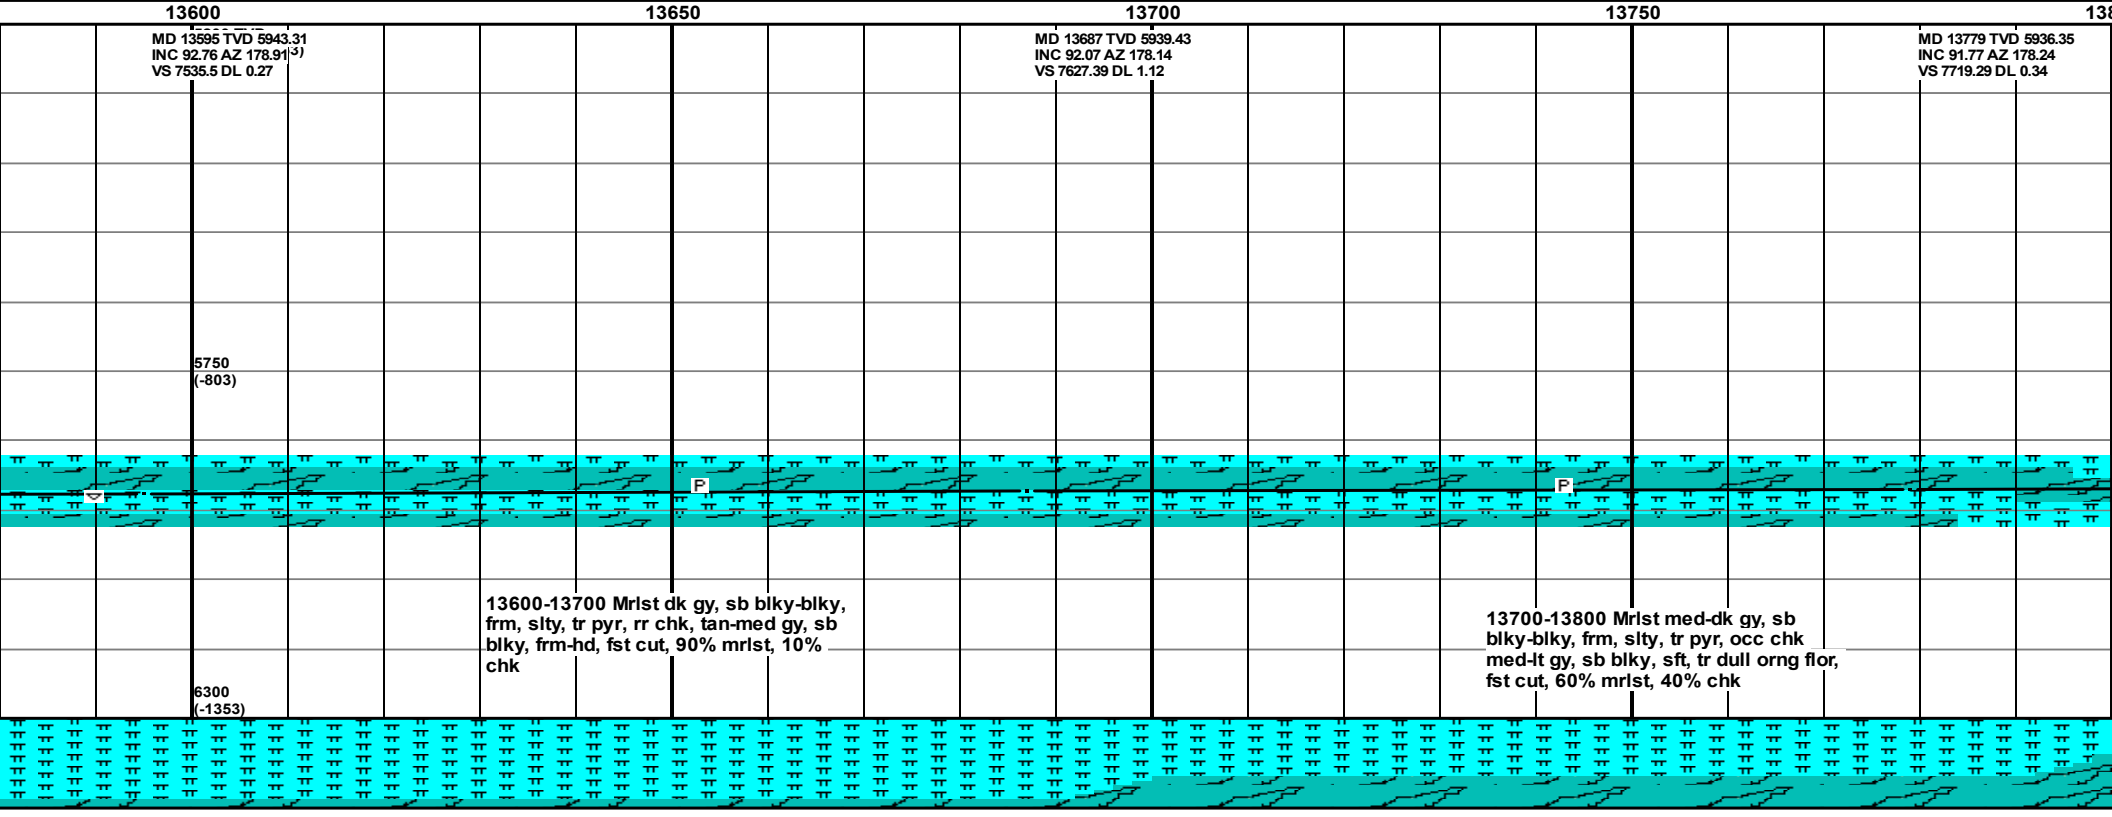 13600 13650 13700 13750 138
MD 13595 TVD 5943.31
INC 92.76 AZ 178.91
VS 7535.5 DL 0.27
MD 13687 TVD 5939.43
INC 92.07 AZ 178.14
VS 7627.39 DL 1.12
MD 13779 TVD 5936.35
INC 91.77 AZ 178.24
VS 7719.29 DL 0.34
5750
(-803)
P
P
13600-13700 Mrlst dk gy, sb blky-blky,
frm, slty, tr pyr, rr chk, tan-med gy, sb
blky, frm-hd, fst cut, 90% mrlst, 10%
chk
13700-13800 Mrlst med-dk gy, sb
blky-blky, frm, slty, tr pyr, occ chk
med-lt gy, sb blky, sft, tr dull orng flor,
fst cut, 60% mrlst, 40% chk
6300
(-1353)